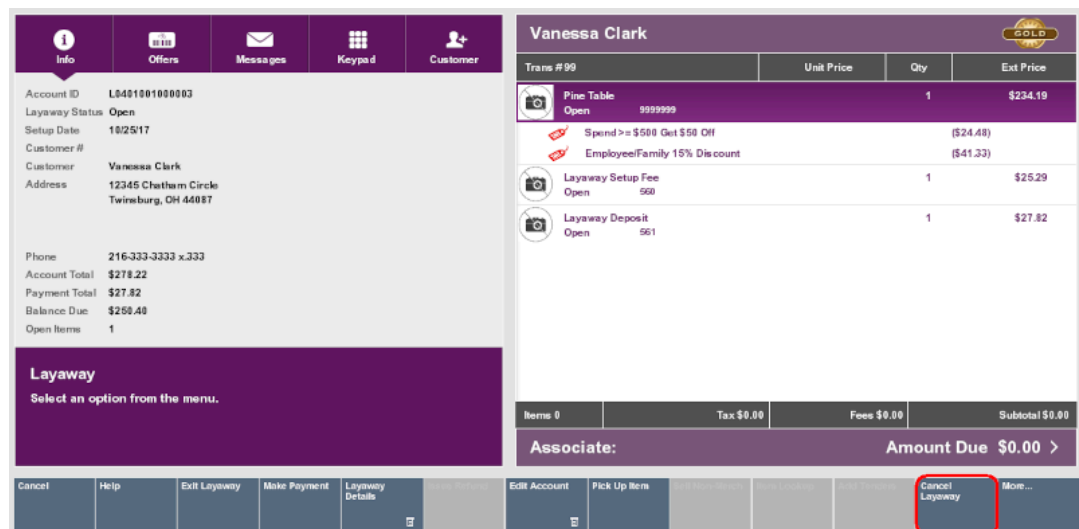 Info
Offers
Messages
Keypad
Customer
Account ID L0401001000003
Layaway Status Open
Setup Date 10/25/17
Customer #
Customer Vanessa Clark
Address 12345 Chatham Circle
Twinsburg, OH 44087
Phone 216-333-3333 x.333
Account Total $278.22
Payment Total $27.82
Balance Due $250.40
Open Items 1
Layaway
Select an option from the menu.
Vanessa Clark
GOLD
Trans #99 Unit Price Qty Ext Price
Pine Table 1 $234.19
Open 9999999
Spend >= $500 Get $50 Off ($24.48)
Employee/Family 15% Discount ($41.33)
Layaway Setup Fee 1 $25.29
Open 560
Layaway Deposit 1 $27.82
Open 561
Items 0 Tax $0.00 Fees $0.00 Subtotal $0.00
Associate: Amount Due $0.00 >
Cancel
Help
Exit Layaway
Make Payment
Layaway
Details
Edit Account
Pick Up Item
Cancel
Layaway
More...